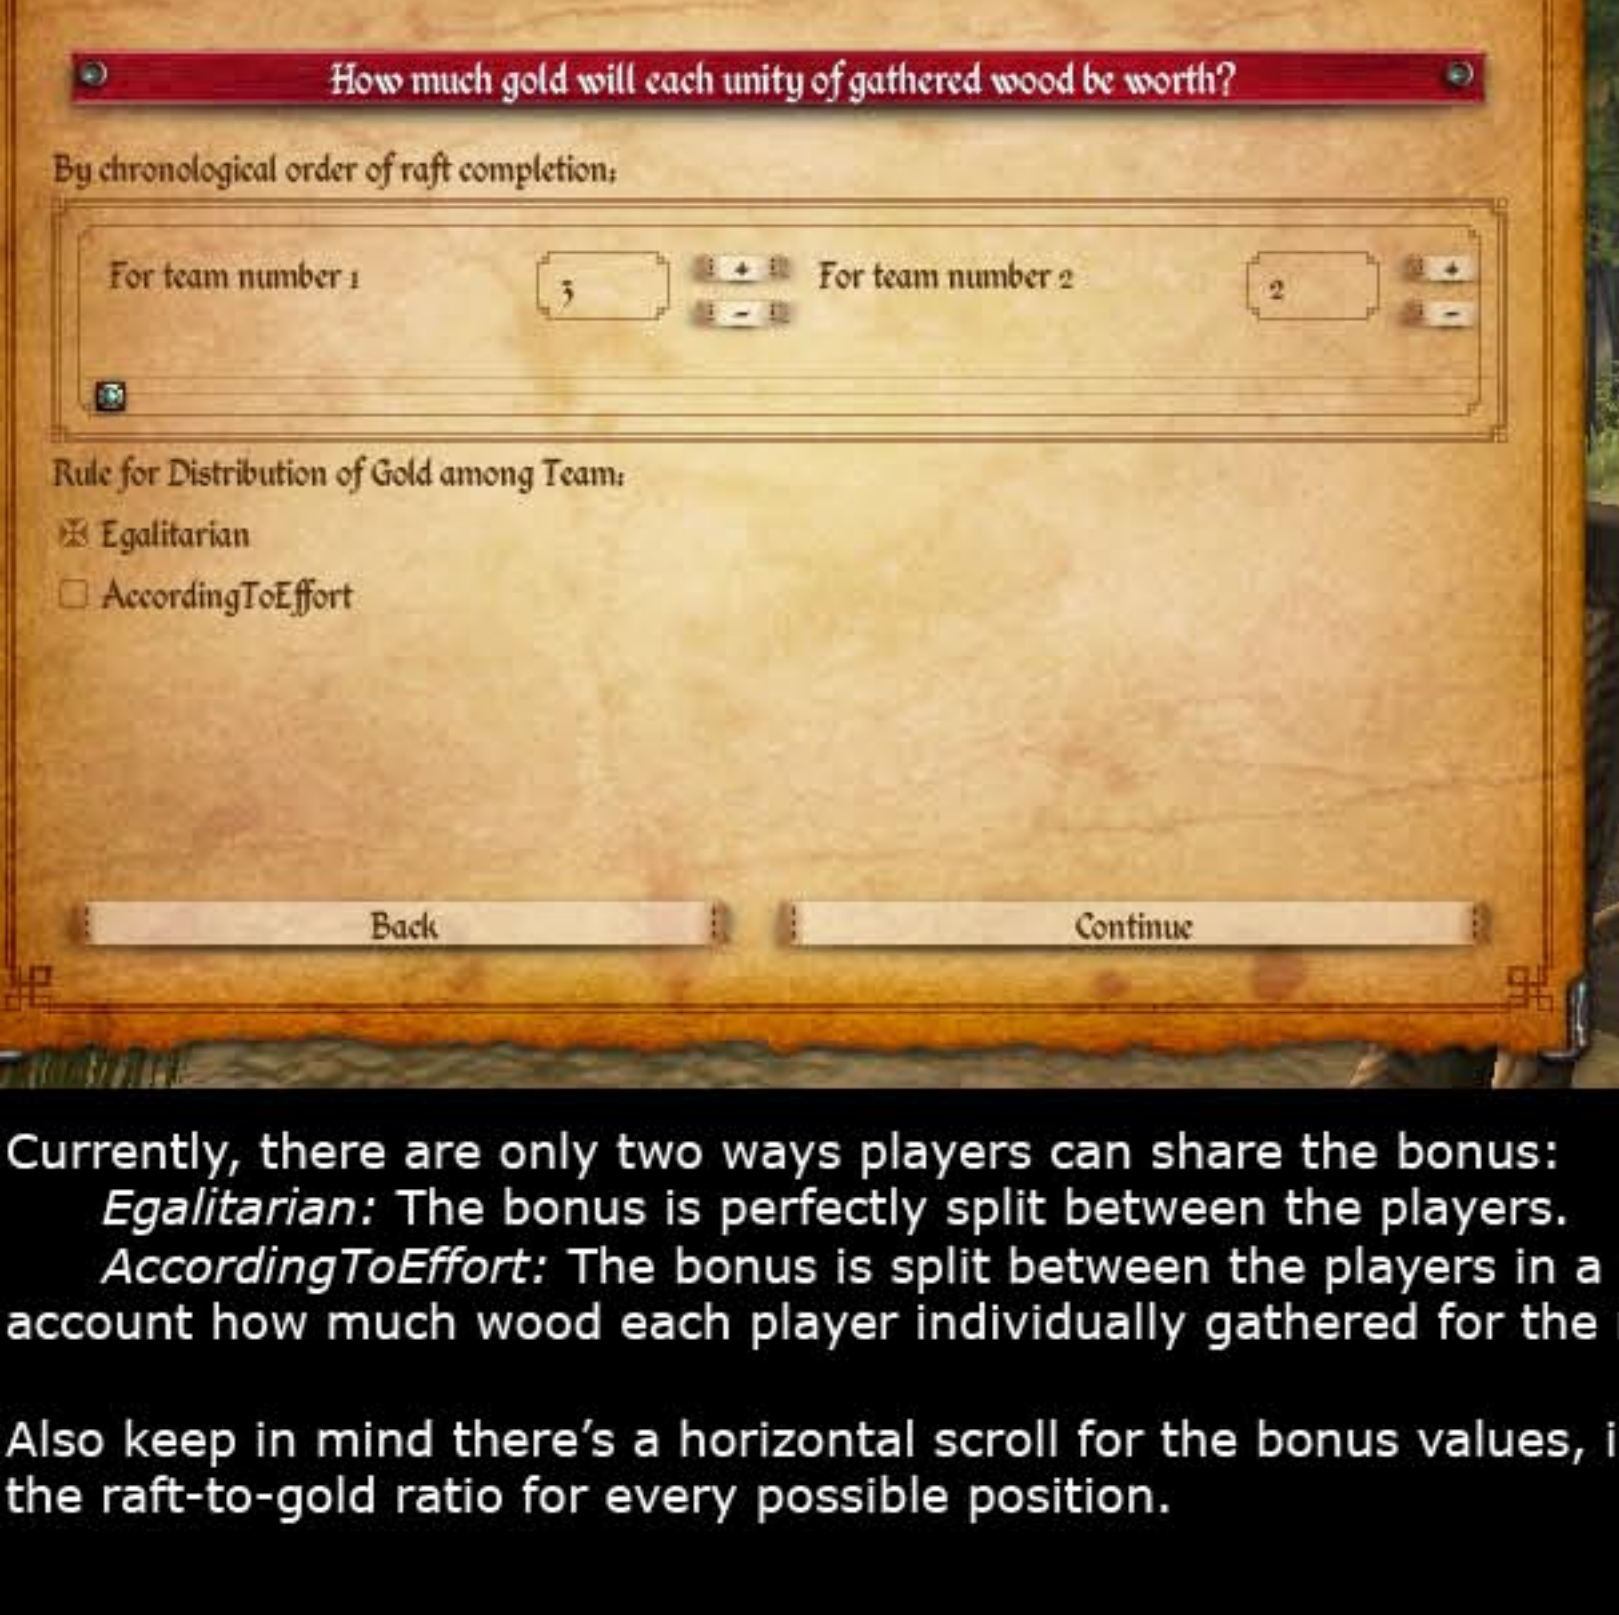 How much gold will each unity of gathered wood be worth?
By chronological order of raft completion:
For team number 1 3 + - For team number 2 2 + -
Rule for Distribution of Gold among Team:
Egalitarian
AccordingToEffort
Back Continue
Currently, there are only two ways players can share the bonus:
Egalitarian: The bonus is perfectly split between the players.
AccordingToEffort: The bonus is split between the players in a
account how much wood each player individually gathered for the
Also keep in mind there's a horizontal scroll for the bonus values,
the raft-to-gold ratio for every possible position.